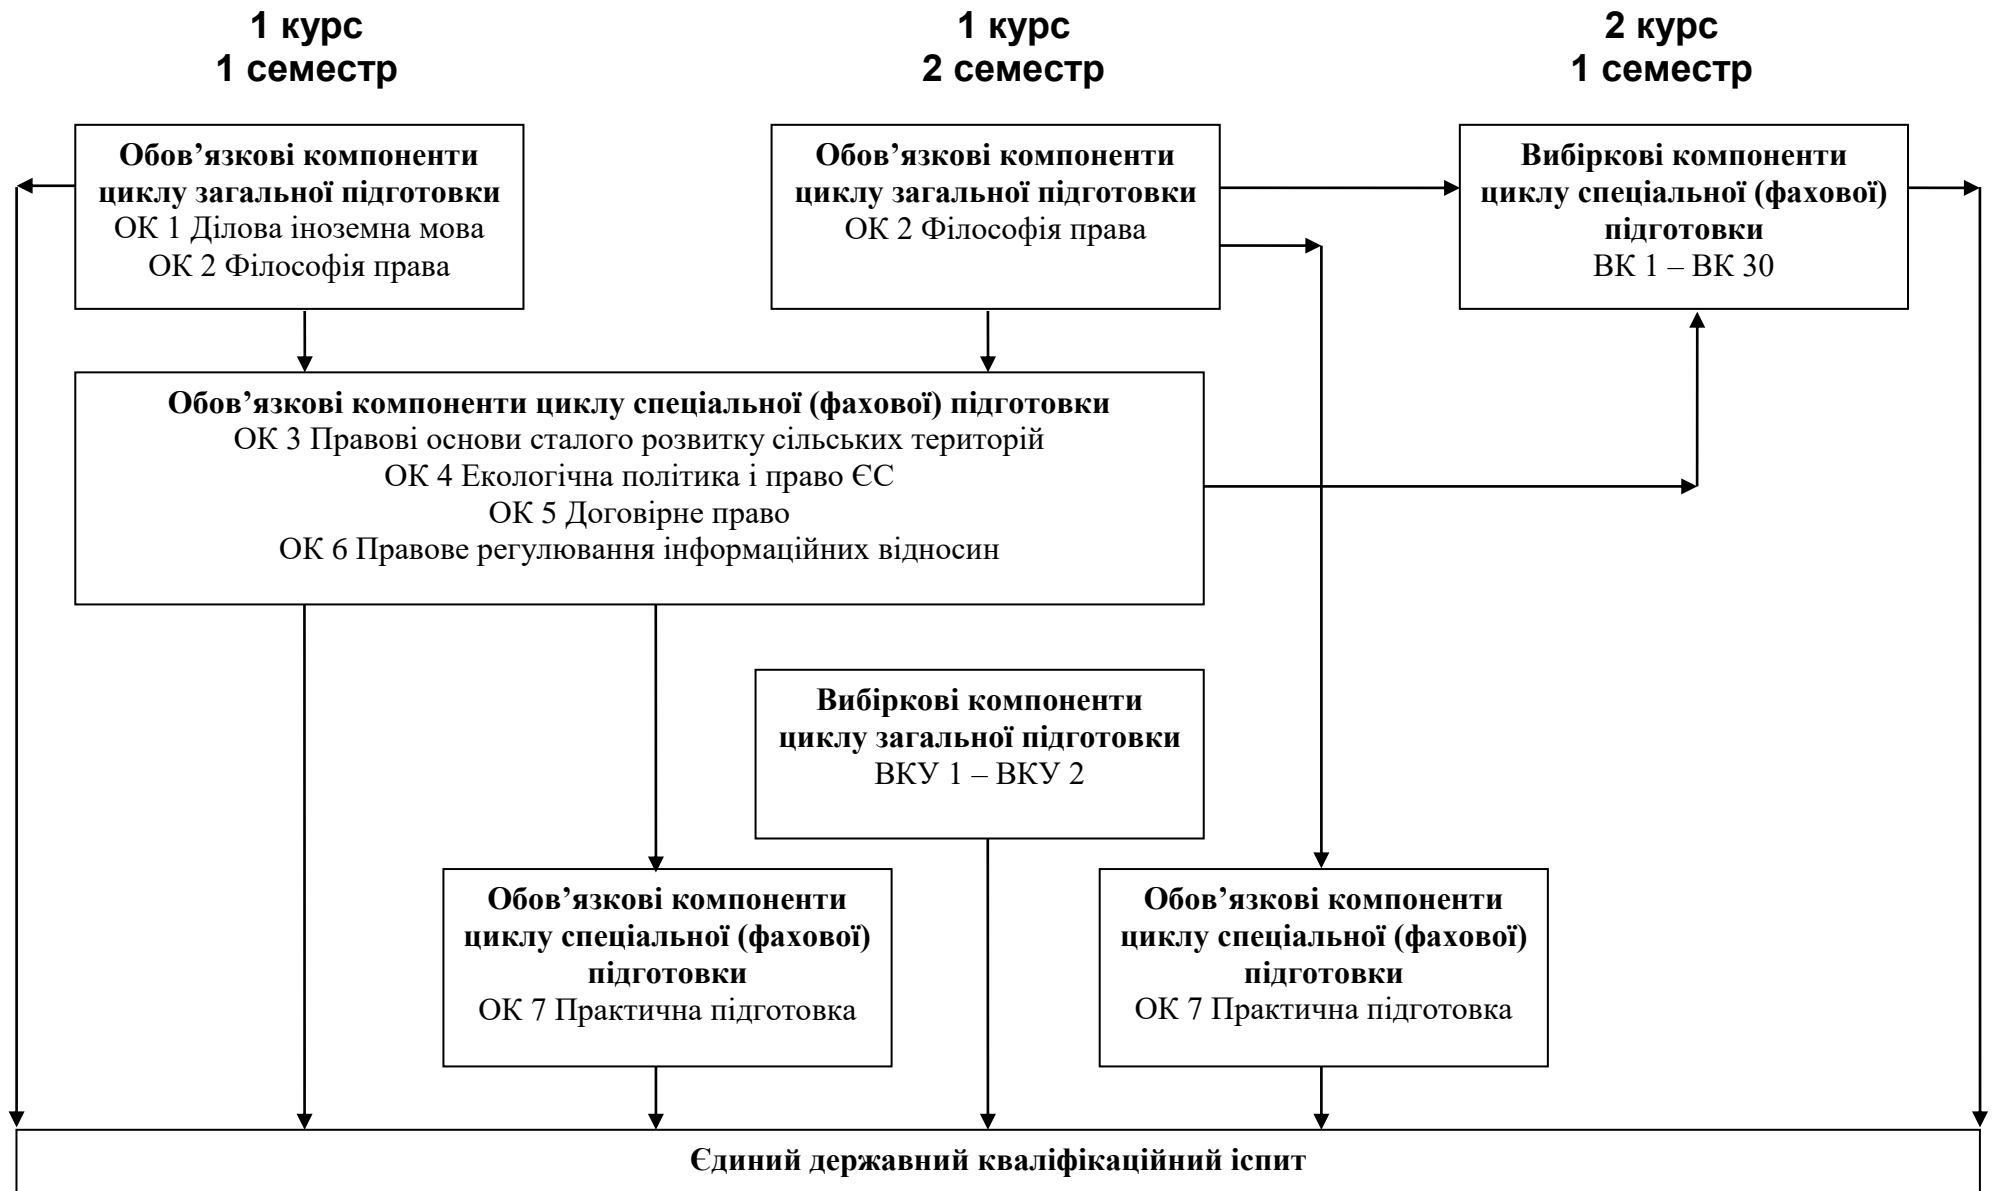 1 курс
1 семестр
1 курс
2 семестр
2 курс
1 семестр
Обов’язкові компоненти
циклу загальної підготовки
ОК 1 Ділова іноземна мова
ОК 2 Філософія права
Обов’язкові компоненти
циклу загальної підготовки
ОК 2 Філософія права
Вибіркові компоненти
циклу спеціальної (фахової)
підготовки
ВК 1 – ВК 30
Обов’язкові компоненти циклу спеціальної (фахової) підготовки
ОК 3 Правові основи сталого розвитку сільських територій
ОК 4 Екологічна політика і право ЄС
ОК 5 Договірне право
ОК 6 Правове регулювання інформаційних відносин
Вибіркові компоненти
циклу загальної підготовки
ВКУ 1 – ВКУ 2
Обов’язкові компоненти
циклу спеціальної (фахової)
підготовки
ОК 7 Практична підготовка
Обов’язкові компоненти
циклу спеціальної (фахової)
підготовки
ОК 7 Практична підготовка
Єдиний державний кваліфікаційний іспит